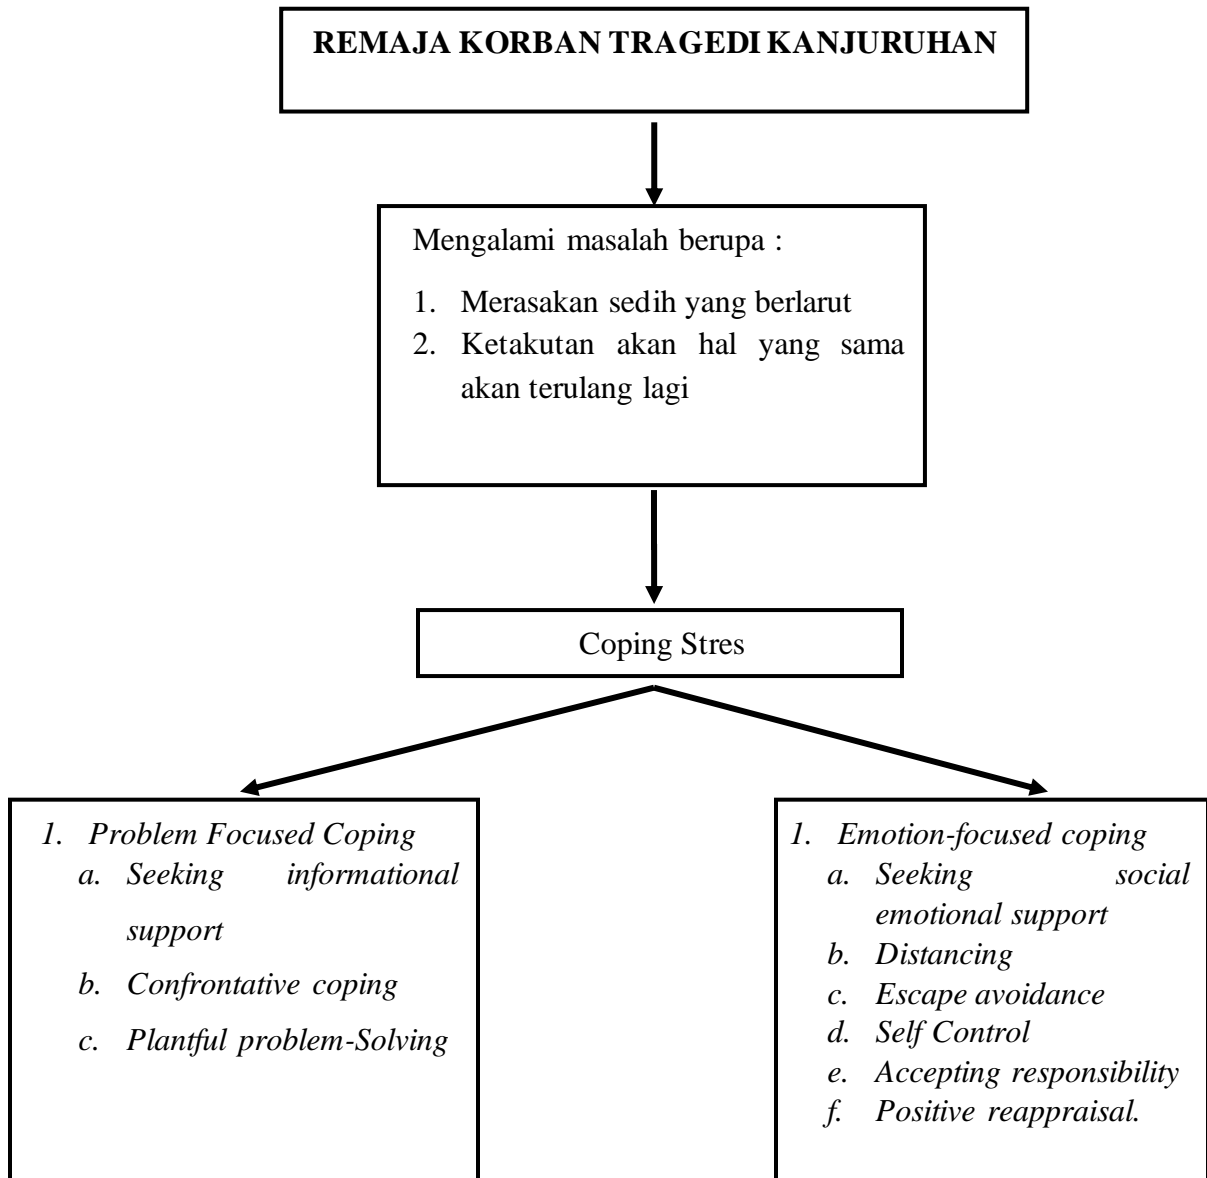 REMAJA KORBAN TRAGEDI KANJURUHAN
Mengalami masalah berupa :
1. Merasakan sedih yang berlarut
2. Ketakutan akan hal yang sama
akan terulang lagi
Coping Stres
1. Problem Focused Coping
a. Seeking informational
support
b. Confrontative coping
c. Plantful problem-Solving
1. Emotion-focused coping
a. Seeking social
emotional support
b. Distancing
c. Escape avoidance
d. Self Control
e. Accepting responsibility
f. Positive reappraisal.